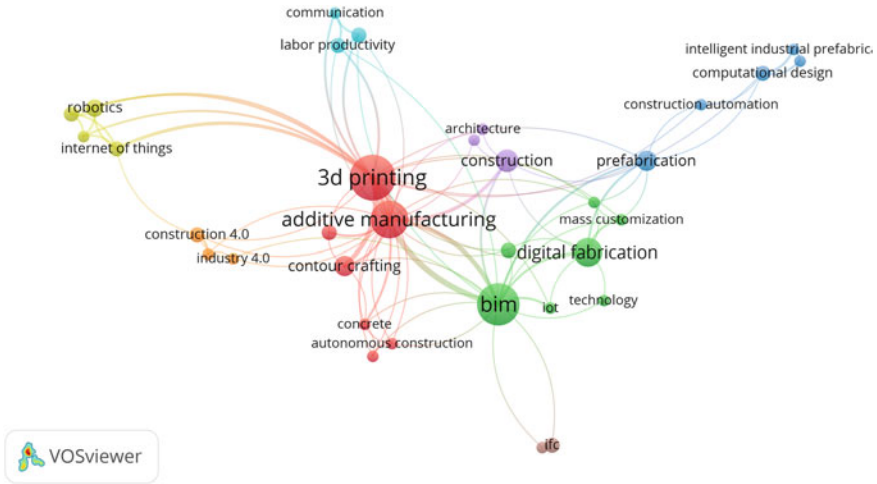 communication
labor productivity
intelligent industrial prefabrica
computational design
robotics
construction automation
architecture
internet of things
construction
prefabrication
3d printing
additive manufacturing
mass customization
construction 4.0
industry 4.0
contour crafting
digital fabrication
bim
iot
technology
concrete
autonomous construction
ifc
VOSviewer